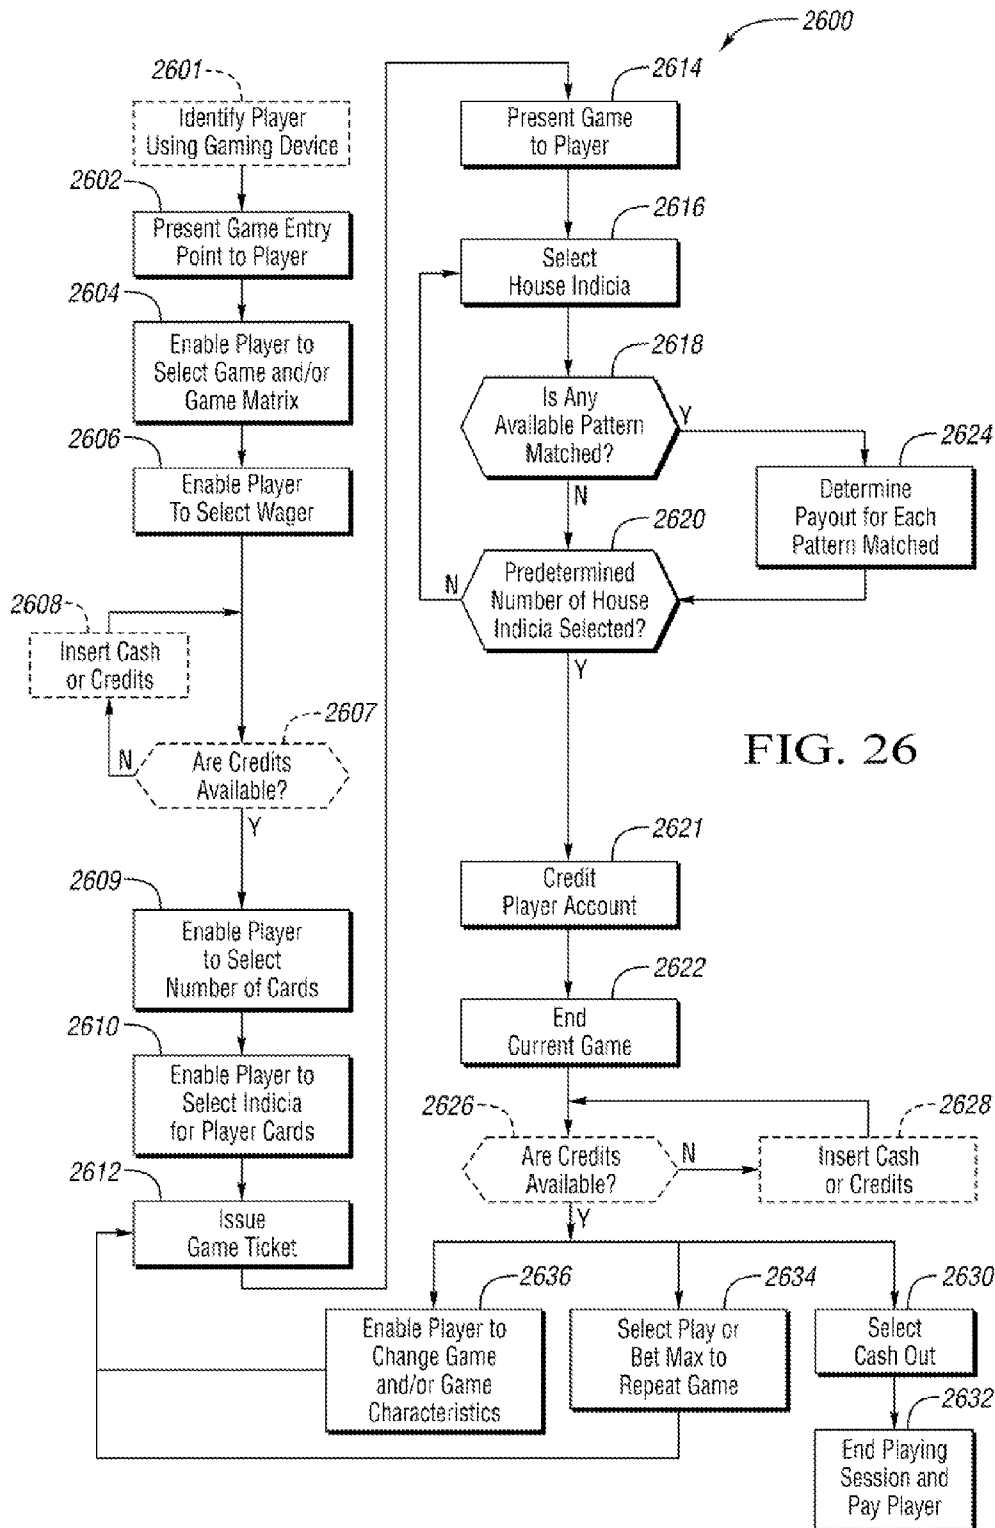 2600
2601
Identify Player
Using Gaming Device
2602
Present Game Entry
Point to Player
2604
Enable Player to
Select Game and/or
Game Matrix
2606
Enable Player
To Select Wager
2608
Insert Cash
or Credits
2607
N
Are Credits
Available?
Y
2609
Enable Player
to Select
Number of Cards
2610
Enable Player to
Select Indicia
for Player Cards
2612
Issue
Game Ticket
2614
Present Game
to Player
2616
Select
House Indicia
2618
Is Any
Available Pattern
Matched?
Y
N
2624
Determine
Payout for Each
Pattern Matched
2620
N
Predetermined
Number of House
Indicia Selected?
Y
FIG. 26
2621
Credit
Player Account
2622
End
Current Game
2626
Are Credits
Available?
N
Y
2628
Insert Cash
or Credits
2636
Enable Player to
Change Game
and/or Game
Characteristics
2634
Select Play or
Bet Max to
Repeat Game
2630
Select
Cash Out
2632
End Playing
Session and
Pay Player